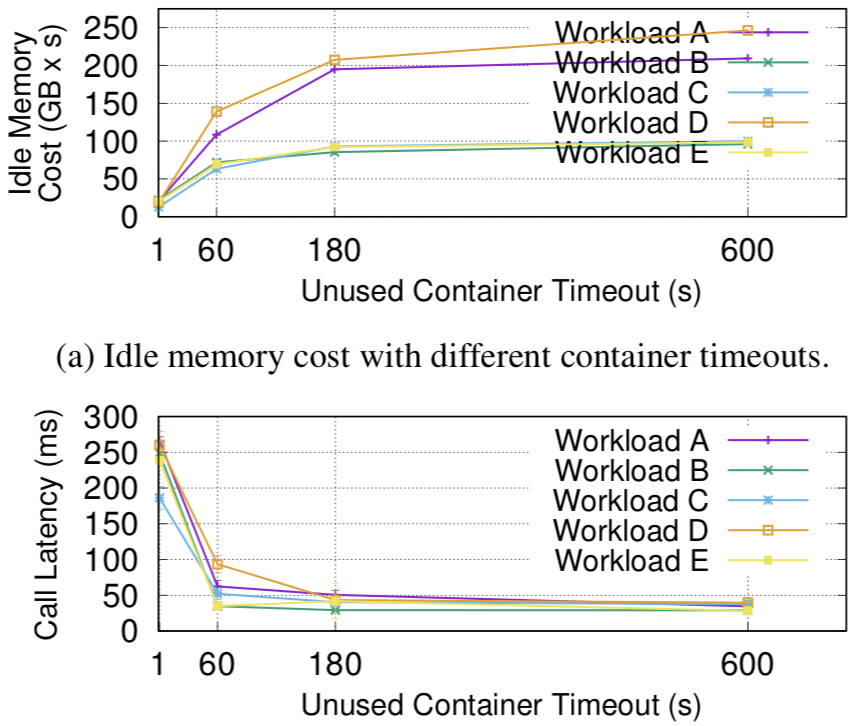 Idle Memory
Cost (GB x s)
250
200
150
100
50
0
Workload A
Workload B
Workload C
Workload D
Workload E
1 60 180 600
Unused Container Timeout (s)
(a) Idle memory cost with different container timeouts.
Call Latency (ms)
300
250
200
150
100
50
0
Workload A
Workload B
Workload C
Workload D
Workload E
1 60 180 600
Unused Container Timeout (s)